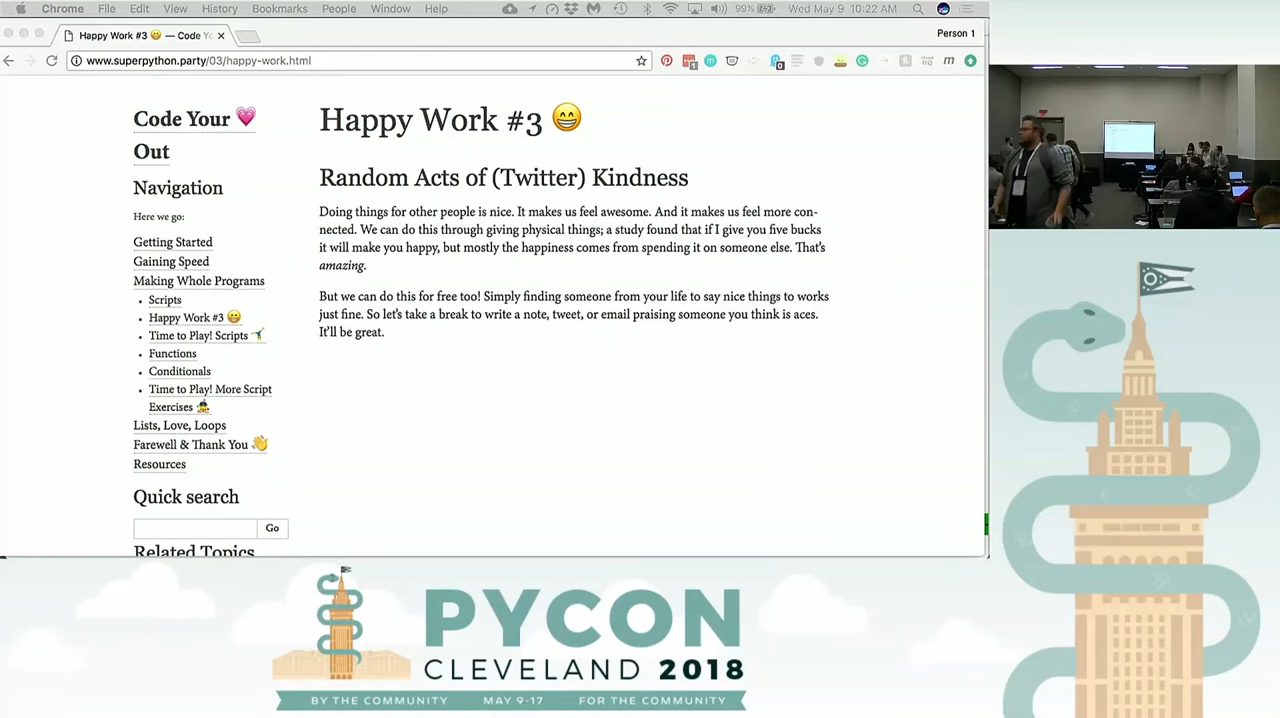 Chrome File Edit View History Bookmarks People Window Help 99% Wed May 9 10:22 AM
Happy Work #3 😁 — Code Yo
Person 1
www.superpython.party/03/happy-work.html
Code Your 💗
Out
Navigation
Here we go:
Getting Started
Gaining Speed
Making Whole Programs
Scripts
Happy Work #3 😁
Time to Play! Scripts
Functions
Conditionals
Time to Play! More Script
Exercises
Lists, Love, Loops
Farewell & Thank You 👋
Resources
Quick search
Go
Related Topics
Happy Work #3 😁
Random Acts of (Twitter) Kindness
Doing things for other people is nice. It makes us feel awesome. And it makes us feel more con-
nected. We can do this through giving physical things; a study found that if I give you five bucks
it will make you happy, but mostly the happiness comes from spending it on someone else. That's
amazing.
But we can do this for free too! Simply finding someone from your life to say nice things to works
just fine. So let's take a break to write a note, tweet, or email praising someone you think is aces.
It'll be great.
PYCON
CLEVELAND 2018
BY THE COMMUNITY MAY 9-17 FOR THE COMMUNITY